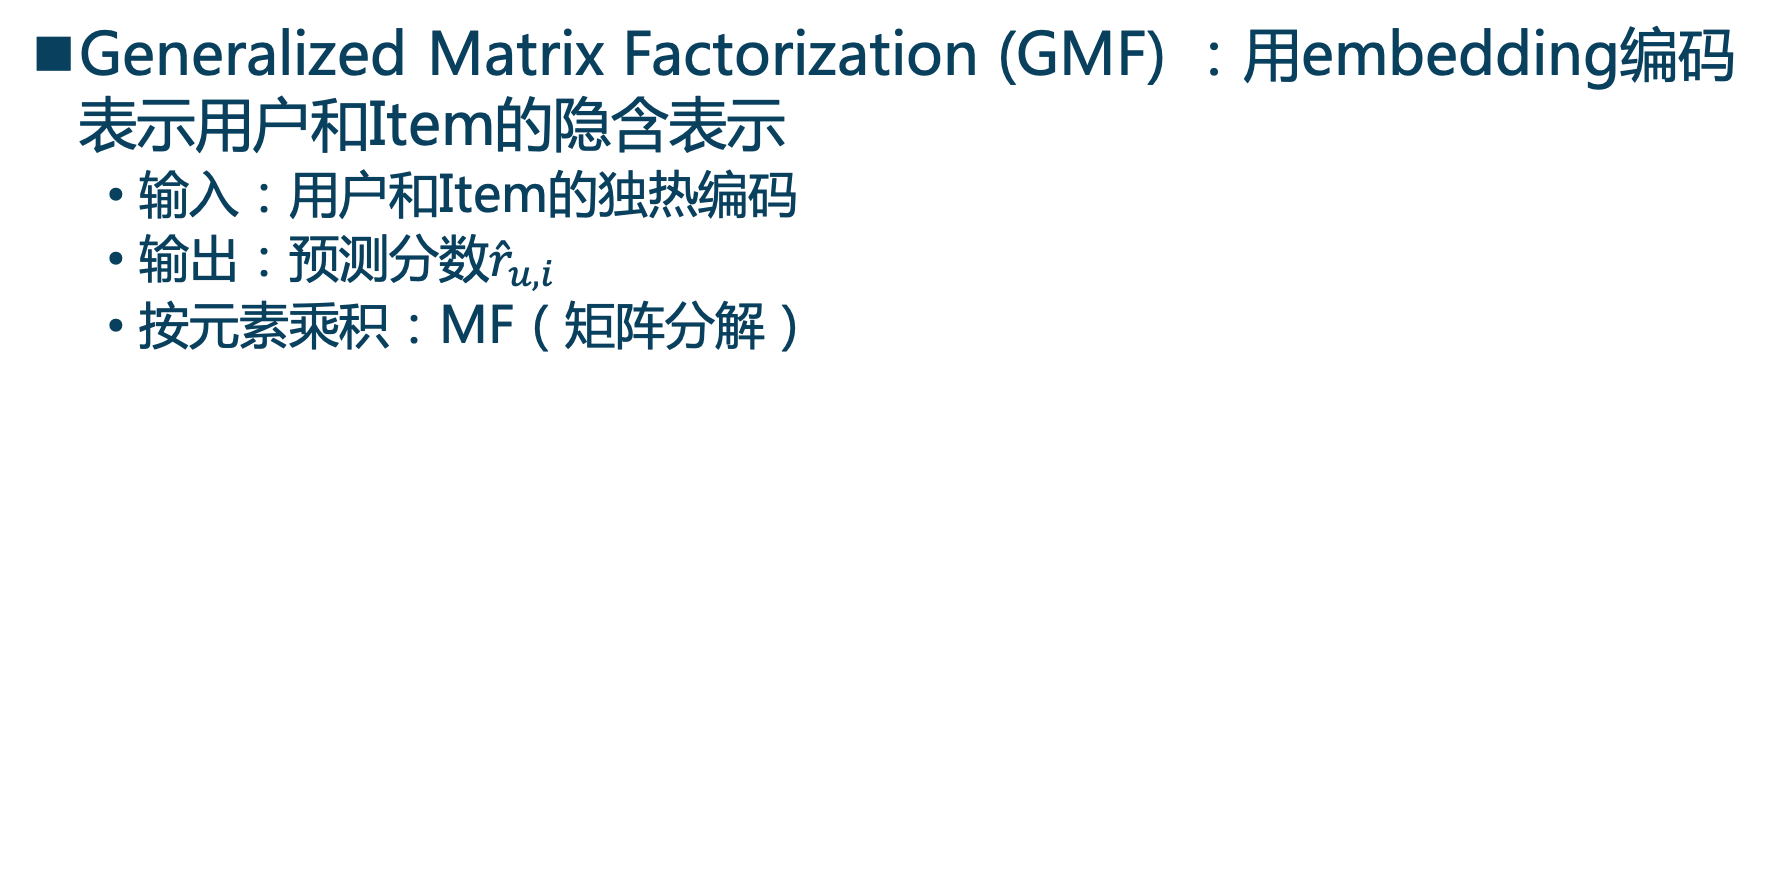 ■Generalized Matrix Factorization (GMF) ：用embedding编码
表示用户和Item的隐含表示
• 输入：用户和Item的独热编码
• 输出：预测分数r̂u,i
• 按元素乘积：MF（矩阵分解）